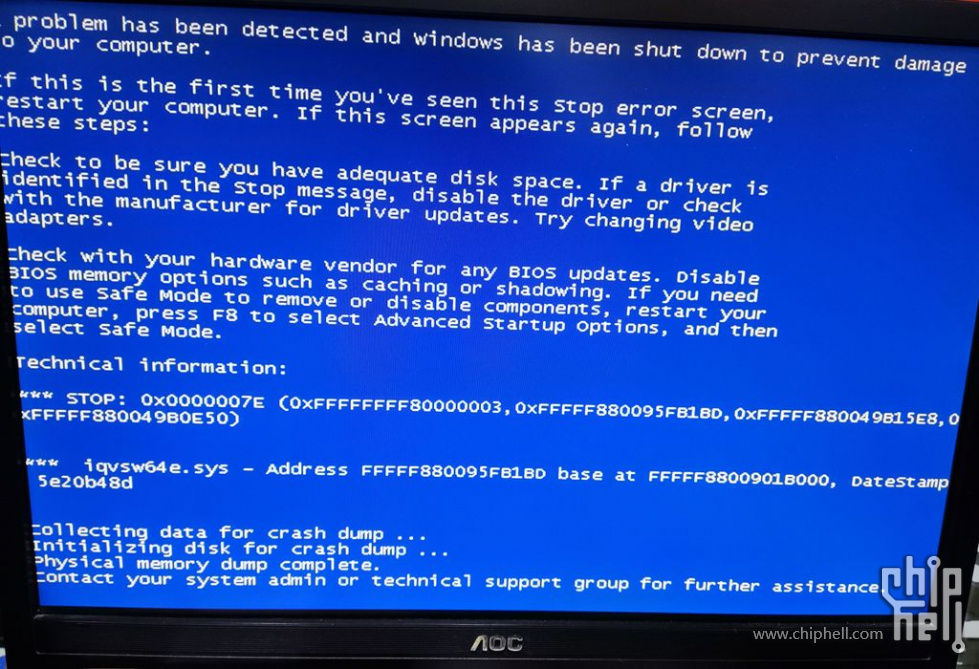 problem has been detected and windows has been shut down to prevent damage
o your computer.
f this is the first time you've seen this Stop error screen,
restart your computer. If this screen appears again, follow
these steps:
Check to be sure you have adequate disk space. If a driver is
identified in the Stop message, disable the driver or check
with the manufacturer for driver updates. Try changing video
adapters.
Check with your hardware vendor for any BIOS updates. Disable
BIOS memory options such as caching or shadowing. If you need
to use Safe Mode to remove or disable components, restart your
computer, press F8 to select Advanced Startup Options, and then
select Safe Mode.
Technical information:
*** STOP: 0x0000007E (0xFFFFFFFF80000003,0xFFFFF880095FB1BD,0xFFFFF880049B15E8,0
xFFFFF880049B0E50)
*** iqvsw64e.sys - Address FFFFF880095FB1BD base at FFFFF8800901B000, DateStamp
5e20b48d
Collecting data for crash dump ...
Initializing disk for crash dump ...
Physical memory dump complete.
Contact your system admin or technical support group for further assistance.
AOC
www.chiphell.com
chip
hell